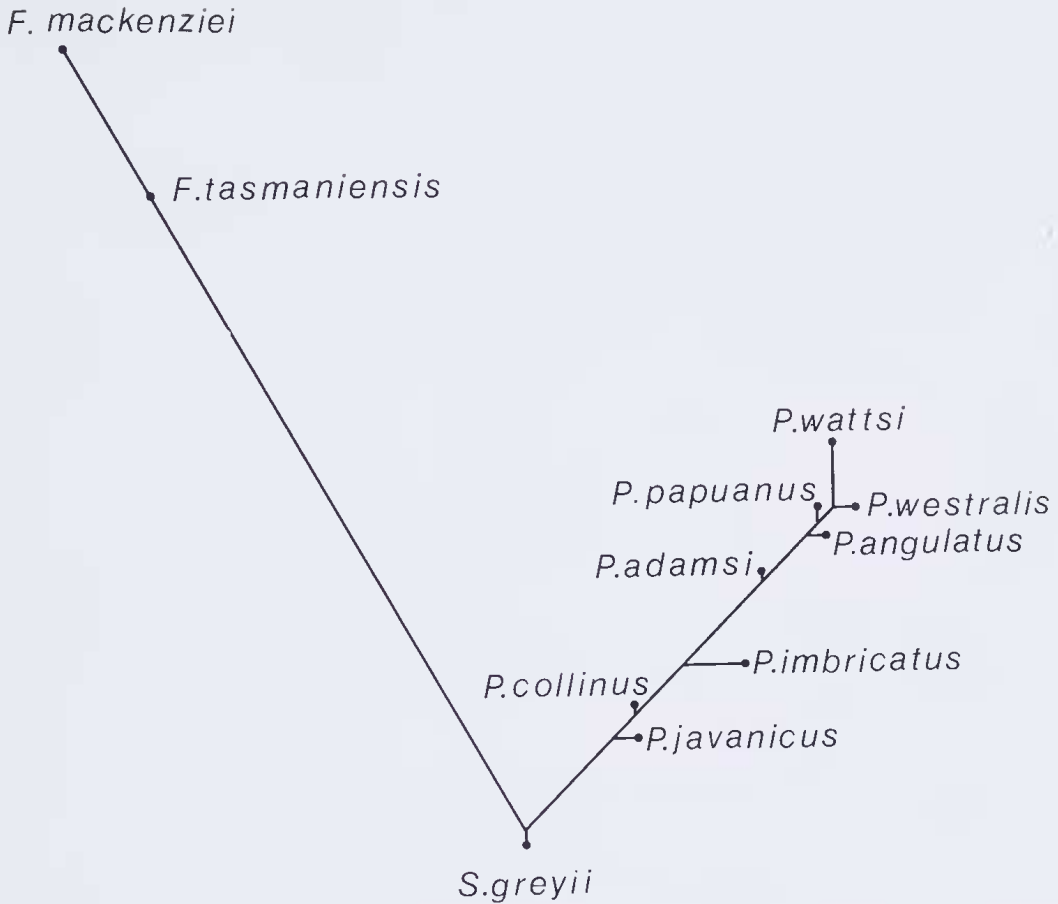 F. mackenziei
F.tasmaniensis
P.wattsi
P.papuanus
P.westralis
P.angulatus
P.adamsi
P.imbricatus
P.collinus
P.javanicus
S.greyii